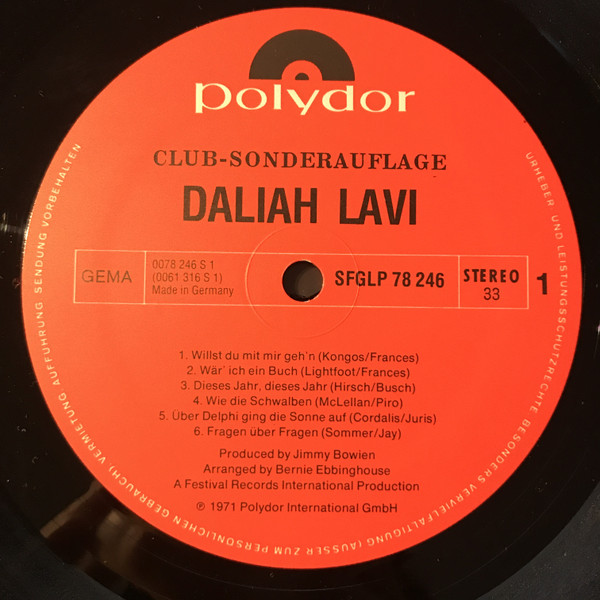 polydor
CLUB-SONDERAUFLAGE
DALIAH LAVI
GEMA
0078 246 S 1
(0061 316 S 1)
Made in Germany
SFGLP 78 246
STEREO
33
1
1. Willst du mit mir geh'n (Kongos/Frances)
2. Wär' ich ein Buch (Lightfoot/Frances)
3. Dieses Jahr, dieses Jahr (Hirsch/Busch)
4. Wie die Schwalben (McLellan/Piro)
5. Über Delphi ging die Sonne auf (Cordalis/Juris)
6. Fragen über Fragen (Sommer/Jay)
Produced by Jimmy Bowien
Arranged by Bernie Ebbinghouse
A Festival Records International Production
℗ 1971 Polydor International GmbH
URHEBER- UND LEISTUNGSSCHUTZRECHTE BESONDERS VERVIELFÄLTIGUNG (AUSSER ZUM PERSÖNLICHEN GEBRAUCH) VERMIETUNG AUFFÜHRUNG SENDUNG VORBEHALTEN